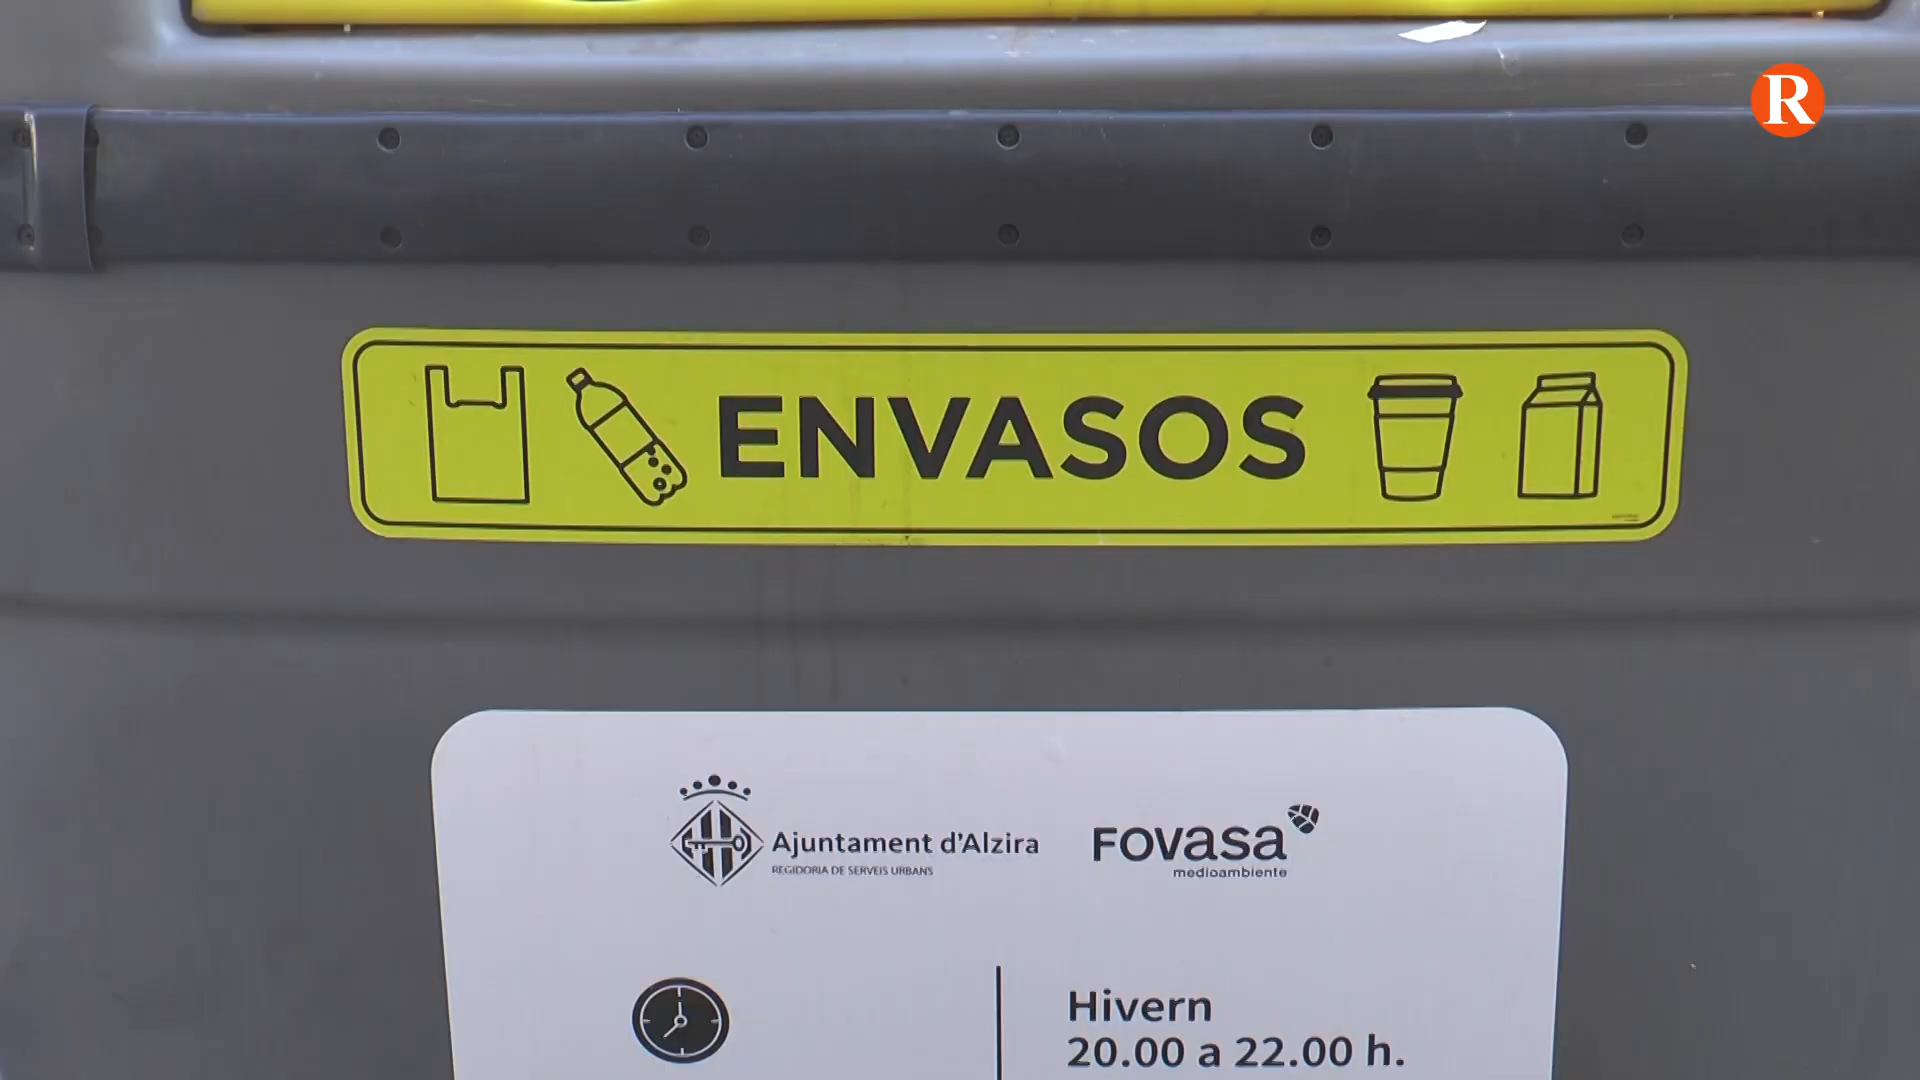 R
ENVASOS
Ajuntament d'Alzira
REGIDORIA DE SERVEIS URBANS
FOVASA
medioambiente
Hivern
20.00 a 22.00 h.